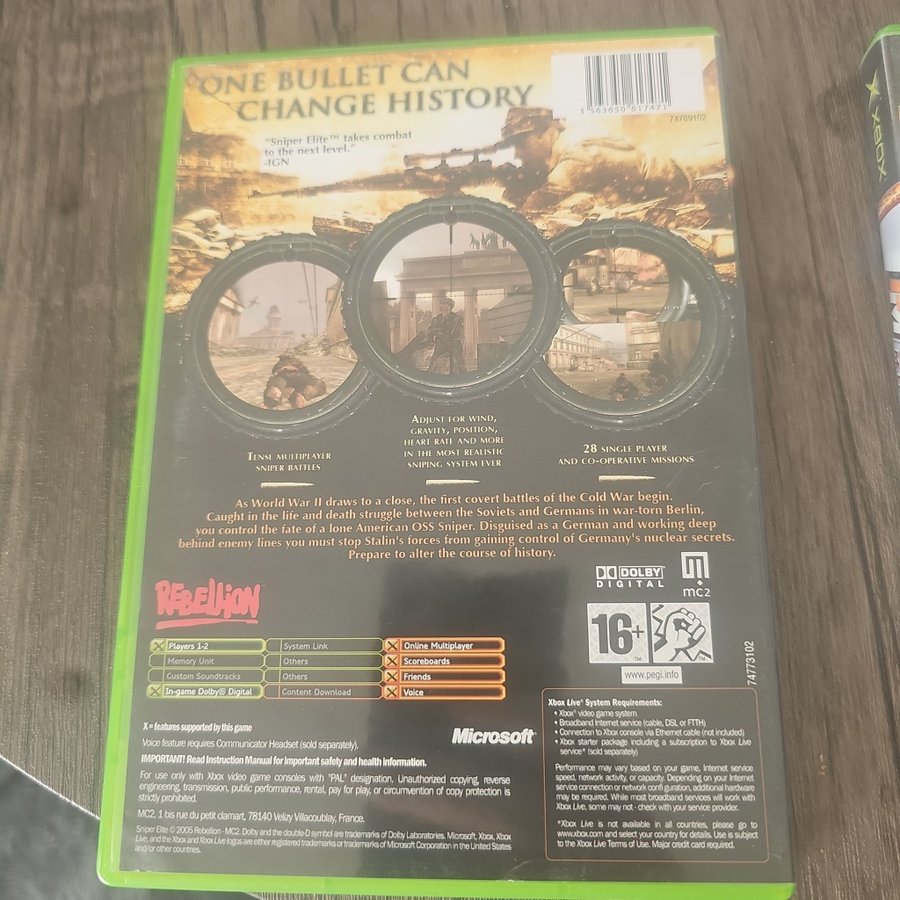 ONE BULLET CAN
CHANGE HISTORY
3 563650 617471
74789102
"Sniper Elite™ takes combat
to the next level."
IGN
XBOX
TENSE MULTIPLAYER
SNIPER BATTLES
ADJUST FOR WIND,
GRAVITY, POSITION,
HEART RATE AND MORE
IN THE MOST REALISTIC
SNIPING SYSTEM EVER
28 SINGLE PLAYER
AND CO-OPERATIVE MISSIONS
As World War II draws to a close, the first covert battles of the Cold War begin.
Caught in the life and death struggle between the Soviets and Germans in war-torn Berlin,
you control the fate of a lone American OSS Sniper. Disguised as a German and working deep
behind enemy lines you must stop Stalin's forces from gaining control of Germany's nuclear secrets.
Prepare to alter the course of history.
REBELLION
DOLBY
DIGITAL
MC2
16+™
www.pegi.info
74773102
Players 1-2
System Link
Online Multiplayer
Memory Unit
Others
Scoreboards
Custom Soundtracks
Others
Friends
In-game Dolby® Digital
Content Download
Voice
X = features supported by this game
Voice feature requires Communicator Headset (sold separately).
IMPORTANT! Read Instruction Manual for important safety and health information.
Microsoft®
For use only with Xbox video game consoles with "PAL" designation. Unauthorized copying, reverse
engineering, transmission, public performance, rental, pay for play, or circumvention of copy protection is
strictly prohibited.
MC2, 1 bis rue du petit clamart, 78140 Velizy Villacoublay, France.
Sniper Elite © 2005 Rebellion - MC2. Dolby and the double-D symbol are trademarks of Dolby Laboratories. Microsoft, Xbox, Xbox
Live, and the Xbox and Xbox Live logos are either registered trademarks or trademarks of Microsoft Corporation in the United States
and/or other countries.
Xbox Live® System Requirements:
• Xbox® video game system
• Broadband Internet service (cable, DSL or FTTH)
• Connection to Xbox console via Ethernet cable (not included)
• Xbox starter package including a subscription to Xbox Live
service* (sold separately)
Performance may vary based on your game, Internet service
speed, network activity, or capacity. Depending on your Internet
service connection or network configuration, additional hardware
may be required. While most broadband services will work with
Xbox Live, some may not - check with your service provider.
*Xbox Live is not available in all countries, please go to
www.xbox.com and select your country for details. Use is subject
to the Xbox Live Terms of Use. Major credit card required.